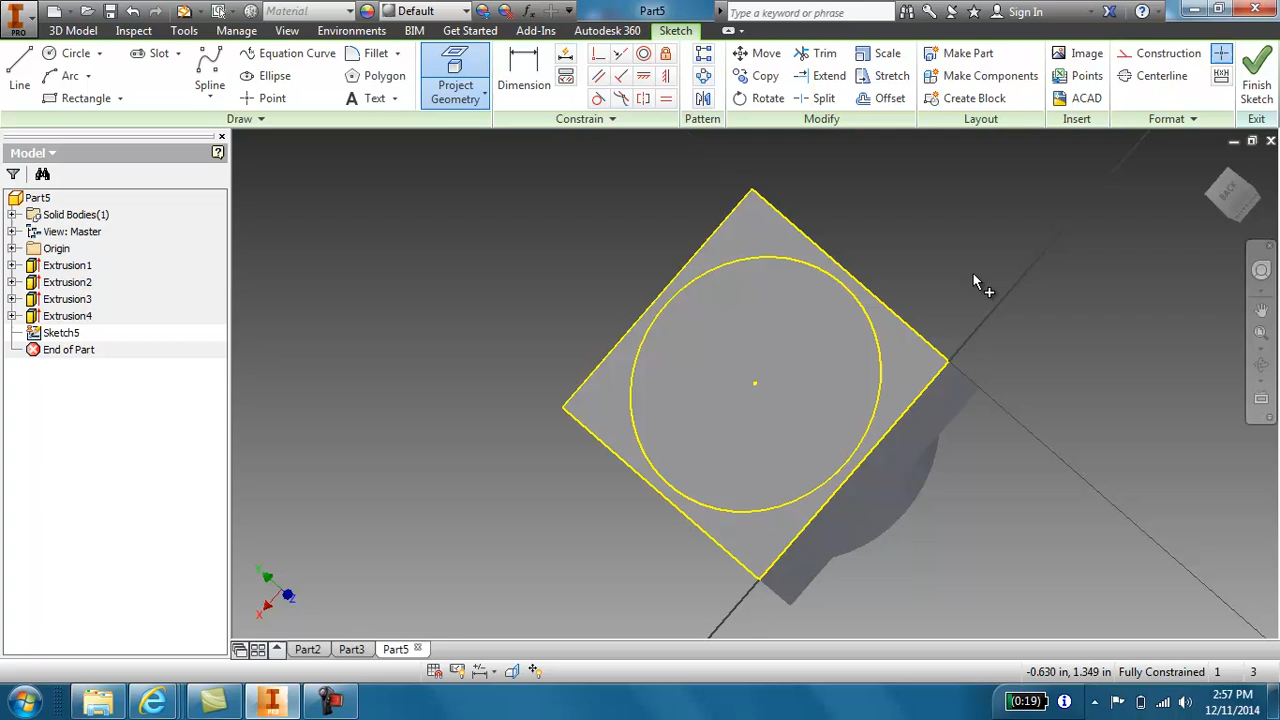 Material
Default
Part5
Type a keyword or phrase
Sign In
PRO
3D Model Inspect Tools Manage View Environments BIM Get Started Add-Ins Autodesk 360 Sketch
Line
Circle
Arc
Rectangle
Slot
Spline
Equation Curve
Ellipse
Point
Fillet
Polygon
Text
Project Geometry
Dimension
Move
Copy
Rotate
Trim
Extend
Split
Scale
Stretch
Offset
Make Part
Make Components
Create Block
Image
Points
ACAD
Construction
Centerline
Finish Sketch
Draw Constrain Pattern Modify Layout Insert Format Exit
Model
Part5
Solid Bodies(1)
View: Master
Origin
Extrusion1
Extrusion2
Extrusion3
Extrusion4
Sketch5
End of Part
BACK
Y
X
Z
Part2 Part3 Part5
-0.630 in, 1.349 in Fully Constrained 1 3
(0:19)
2:57 PM
12/11/2014